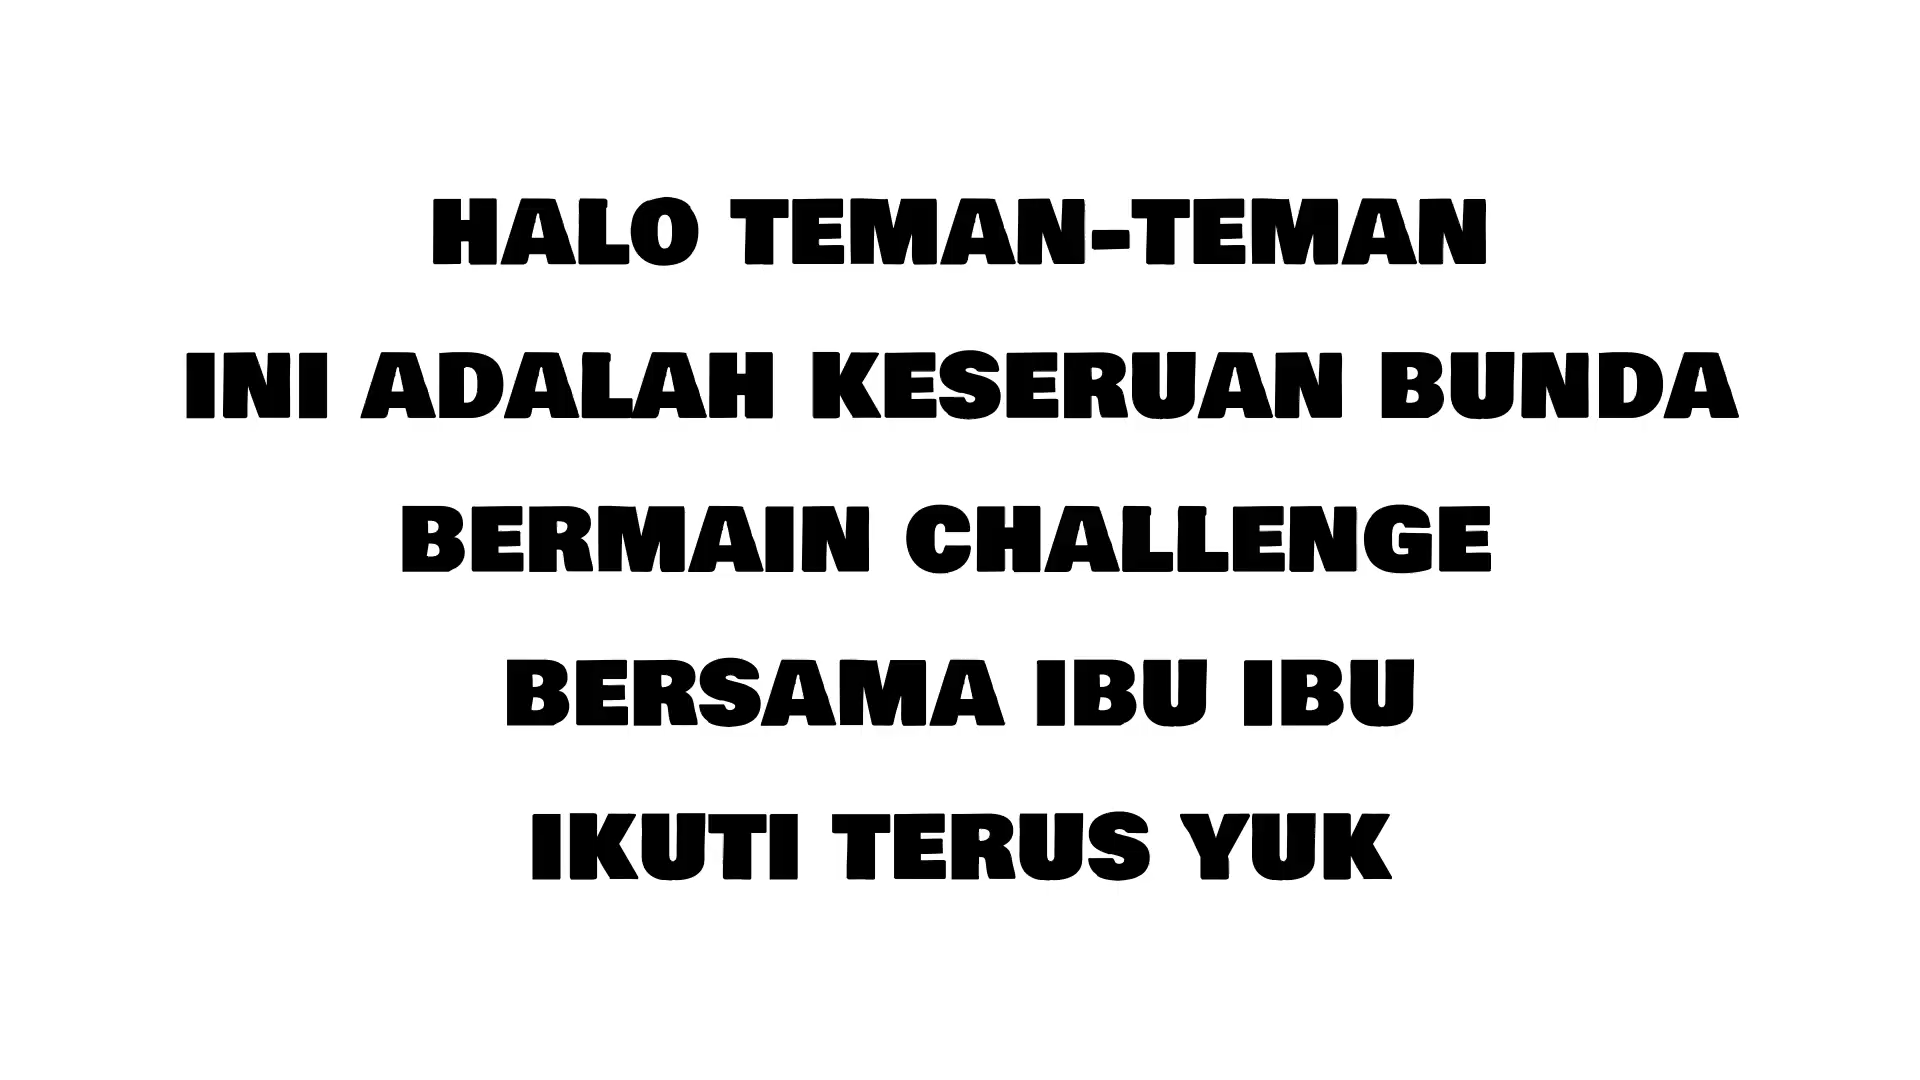 HALO TEMAN-TEMAN
INI ADALAH KESERUAN BUNDA
BERMAIN CHALLENGE
BERSAMA IBU IBU
IKUTI TERUS YUK